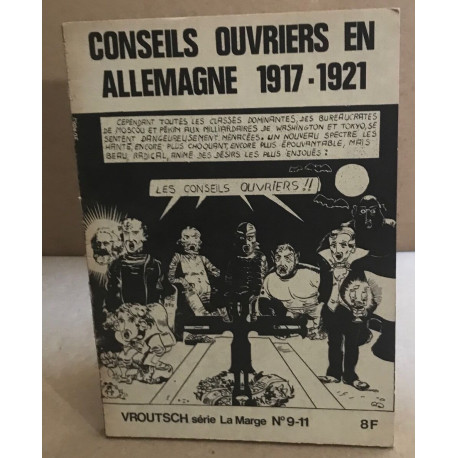 CONSEILS OUVRIERS EN
ALLEMAGNE 1917-1921
CEPENDANT TOUTES LES CLASSES DOMINANTES, DES BUREAUCRATES
DE MOSCOU ET PÉKIN AUX MILLIARDAIRES DE WASHINGTON ET TOKYO, SE
SENTENT DANGEUREUSEMENT MENACÉES. UN NOUVEAU SPECTRE LES
HANTE, ENCORE PLUS CHOQUANT, ENCORE PLUS ÉPOUVANTABLE, MAIS
BEAU, RADICAL, ANIMÉ DES DÉSIRS LES PLUS ENJOUÉS :
LES CONSEILS OUVRIERS !!
VROUTSCH série La Marge N° 9-11 8F